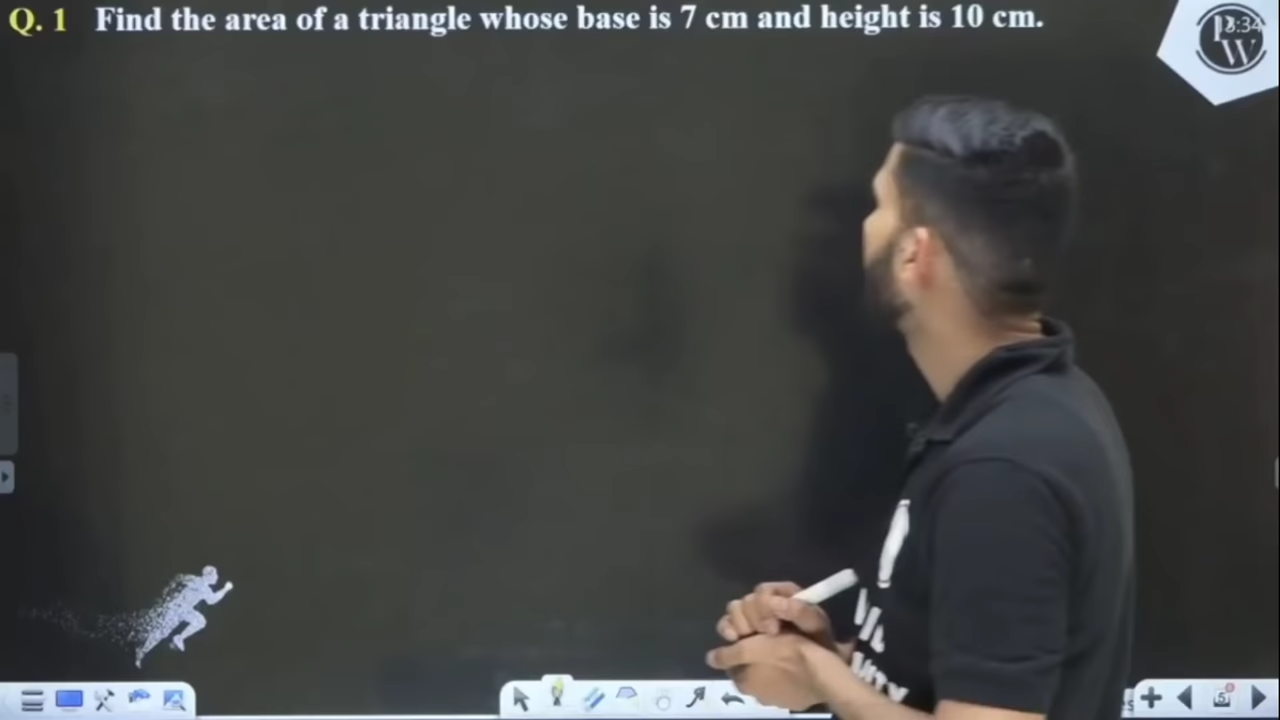 Q. 1 Find the area of a triangle whose base is 7 cm and height is 10 cm.
W